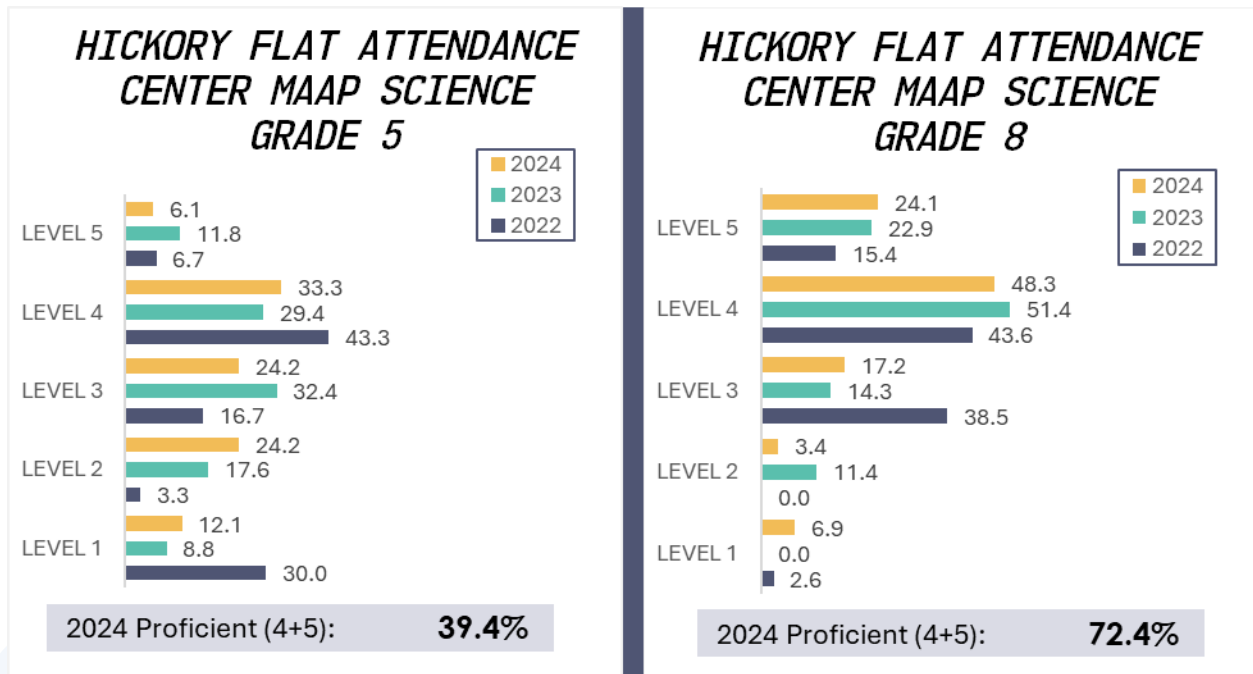 HICKORY FLAT ATTENDANCE
CENTER MAAP SCIENCE
GRADE 5
2024
2023
2022
LEVEL 5
6.1
11.8
6.7
LEVEL 4
33.3
29.4
43.3
LEVEL 3
24.2
32.4
16.7
LEVEL 2
24.2
17.6
3.3
LEVEL 1
12.1
8.8
30.0
2024 Proficient (4+5): 39.4%
HICKORY FLAT ATTENDANCE
CENTER MAAP SCIENCE
GRADE 8
2024
2023
2022
LEVEL 5
24.1
22.9
15.4
LEVEL 4
48.3
51.4
43.6
LEVEL 3
17.2
14.3
38.5
LEVEL 2
3.4
11.4
0.0
LEVEL 1
6.9
0.0
2.6
2024 Proficient (4+5): 72.4%